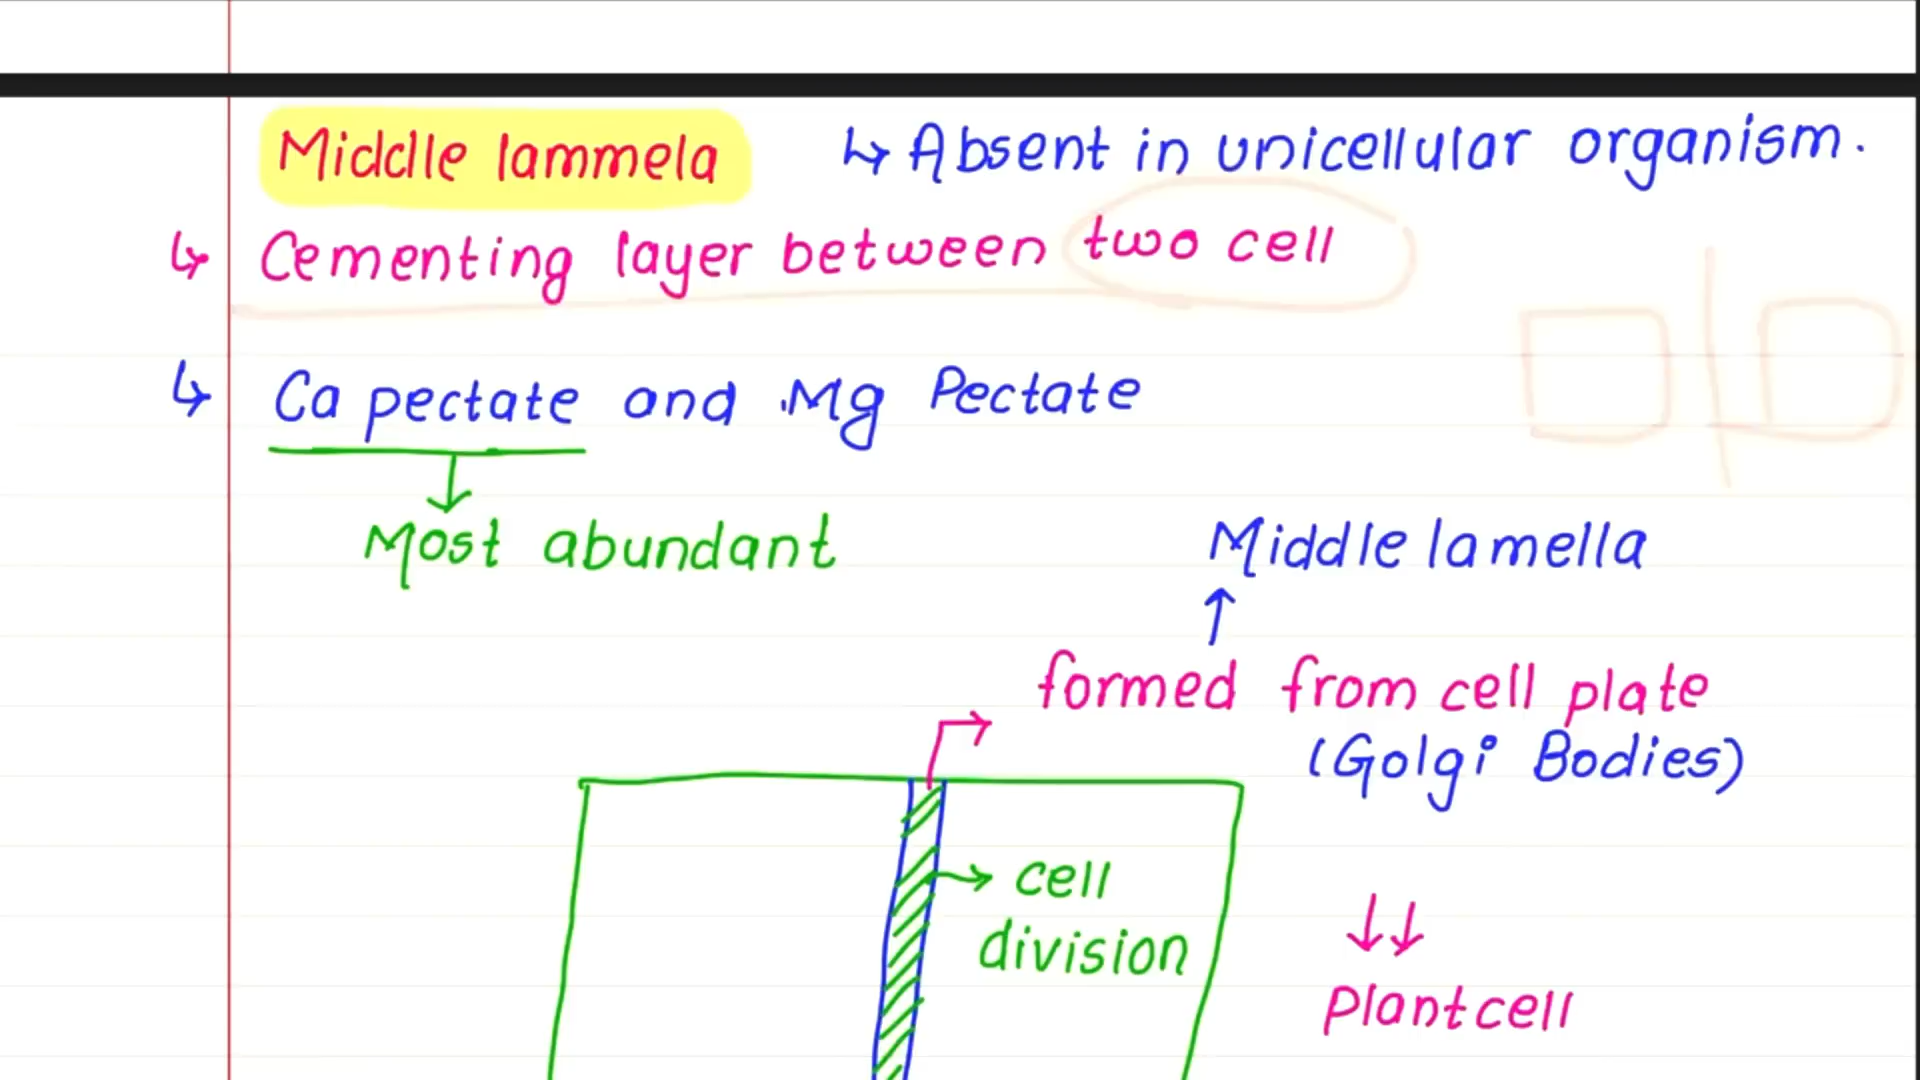 Middle lammela ↳ Absent in unicellular organism.
↳ Cementing layer between two cell
↳ Ca pectate and Mg Pectate
↓
Most abundant
Middle lamella
↑
formed from cell plate
(Golgi Bodies)
→ cell
division
↓↓
Plant cell